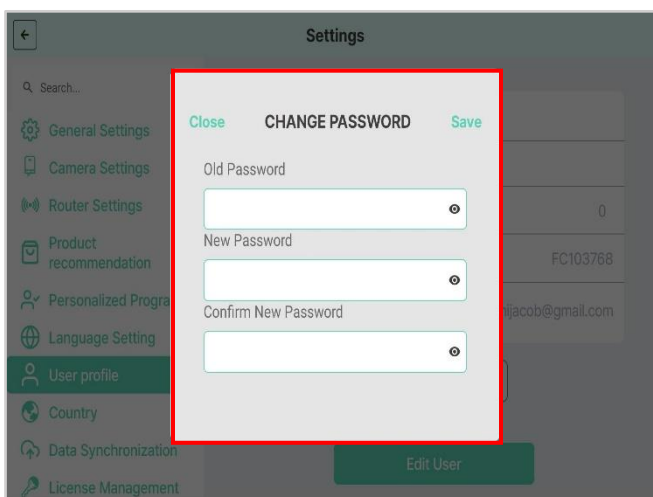 Settings
Search...
General Settings
Camera Settings
Router Settings
Product
recommendation
Personalized Progra
Language Setting
User profile
Country
Data Synchronization
License Management
Close CHANGE PASSWORD Save
Old Password
New Password
Confirm New Password
0
FC103768
nijacob@gmail.com
Edit User